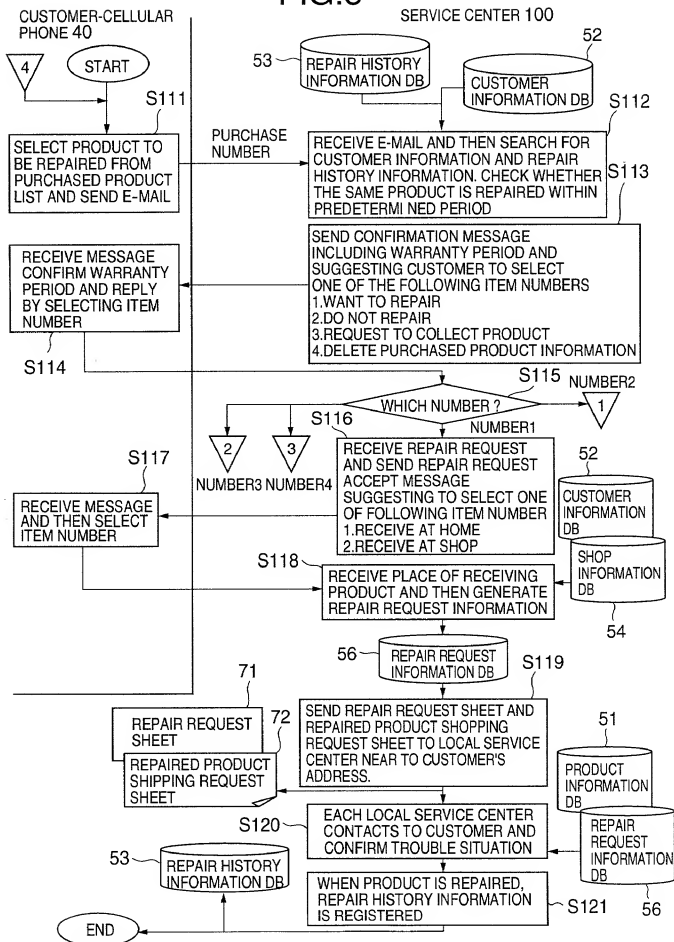 FIG.8
CUSTOMER-CELLULAR
PHONE 40
SERVICE CENTER 100
4
START
53
REPAIR HISTORY
INFORMATION DB
52
CUSTOMER
INFORMATION DB
S111
SELECT PRODUCT TO
BE REPAIRED FROM
PURCHASED PRODUCT
LIST AND SEND E-MAIL
PURCHASE
NUMBER
S112
RECEIVE E-MAIL AND THEN SEARCH FOR
CUSTOMER INFORMATION AND REPAIR
HISTORY INFORMATION. CHECK WHETHER
THE SAME PRODUCT IS REPAIRED WITHIN
PREDETERMI NED PERIOD
S113
SEND CONFIRMATION MESSAGE
INCLUDING WARRANTY PERIOD AND
SUGGESTING CUSTOMER TO SELECT
ONE OF THE FOLLOWING ITEM NUMBERS
1.WANT TO REPAIR
2.DO NOT REPAIR
3.REQUEST TO COLLECT PRODUCT
4.DELETE PURCHASED PRODUCT INFORMATION
RECEIVE MESSAGE
CONFIRM WARRANTY
PERIOD AND REPLY
BY SELECTING ITEM
NUMBER
S114
S115
WHICH NUMBER ?
NUMBER2
1
2
NUMBER3
3
NUMBER4
NUMBER1
S116
RECEIVE REPAIR REQUEST
AND SEND REPAIR REQUEST
ACCEPT MESSAGE
SUGGESTING TO SELECT ONE
OF FOLLOWING ITEM NUMBER
1.RECEIVE AT HOME
2.RECEIVE AT SHOP
S117
RECEIVE MESSAGE
AND THEN SELECT
ITEM NUMBER
52
CUSTOMER
INFORMATION
DB
SHOP
INFORMATION
DB
54
S118
RECEIVE PLACE OF RECEIVING
PRODUCT AND THEN GENERATE
REPAIR REQUEST INFORMATION
56
REPAIR REQUEST
INFORMATION DB
S119
SEND REPAIR REQUEST SHEET AND
REPAIRED PRODUCT SHOPPING
REQUEST SHEET TO LOCAL SERVICE
CENTER NEAR TO CUSTOMER'S
ADDRESS.
71
REPAIR REQUEST
SHEET
72
REPAIRED PRODUCT
SHIPPING REQUEST
SHEET
51
PRODUCT
INFORMATION
DB
REPAIR
REQUEST
INFORMATION
DB
56
S120
EACH LOCAL SERVICE CENTER
CONTACTS TO CUSTOMER AND
CONFIRM TROUBLE SITUATION
53
REPAIR HISTORY
INFORMATION DB
WHEN PRODUCT IS REPAIRED,
REPAIR HISTORY INFORMATION
IS REGISTERED
S121
END